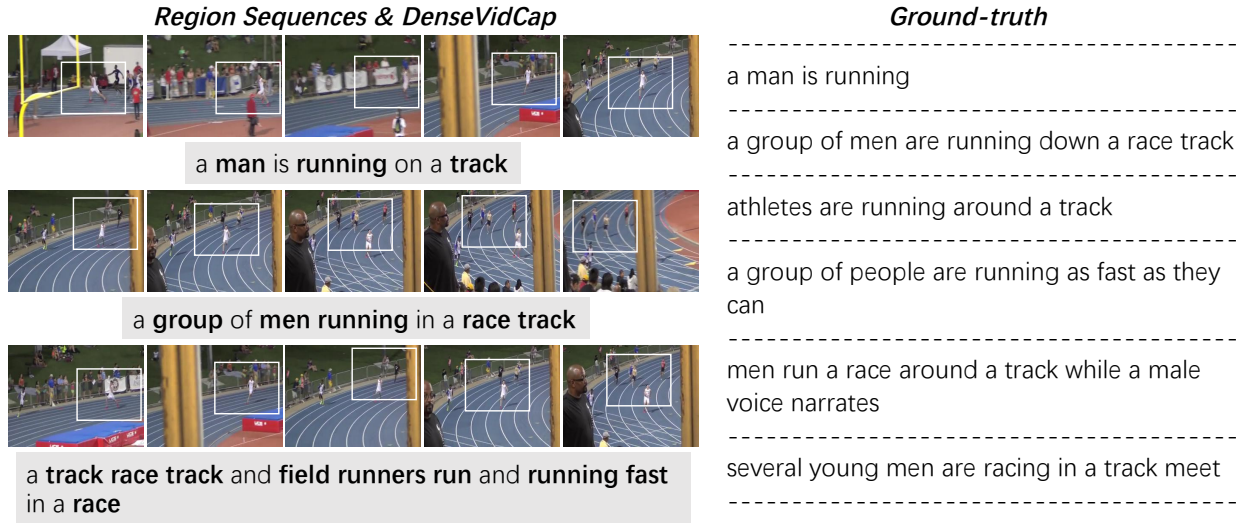 Region Sequences & DenseVidCap
a man is running on a track
a group of men running in a race track
a track race track and field runners run and running fast
in a race
Ground-truth
a man is running
a group of men are running down a race track
athletes are running around a track
a group of people are running as fast as they
can
men run a race around a track while a male
voice narrates
several young men are racing in a track meet